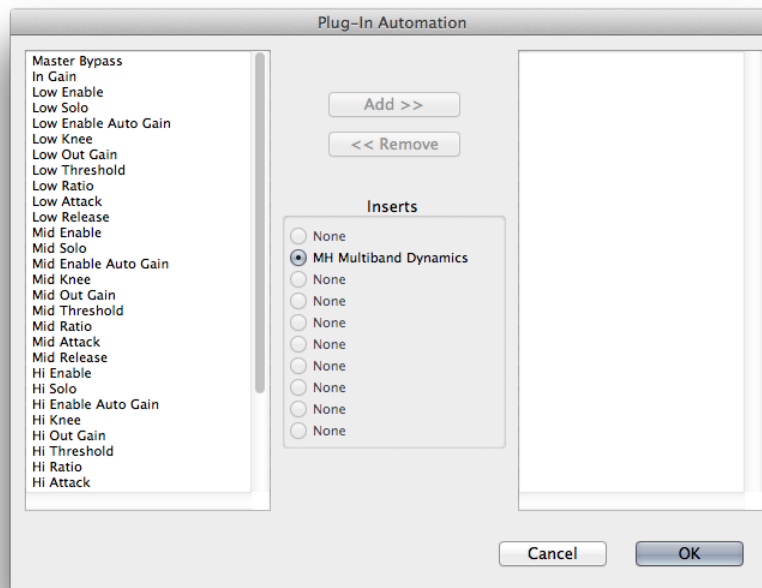 Plug-In Automation
Master Bypass
In Gain
Low Enable
Low Solo
Low Enable Auto Gain
Low Knee
Low Out Gain
Low Threshold
Low Ratio
Low Attack
Low Release
Mid Enable
Mid Solo
Mid Enable Auto Gain
Mid Knee
Mid Out Gain
Mid Threshold
Mid Ratio
Mid Attack
Mid Release
Hi Enable
Hi Solo
Hi Enable Auto Gain
Hi Knee
Hi Out Gain
Hi Threshold
Hi Ratio
Hi Attack
Add >>
<< Remove
Inserts
None
MH Multiband Dynamics
None
None
None
None
None
None
None
None
Cancel
OK